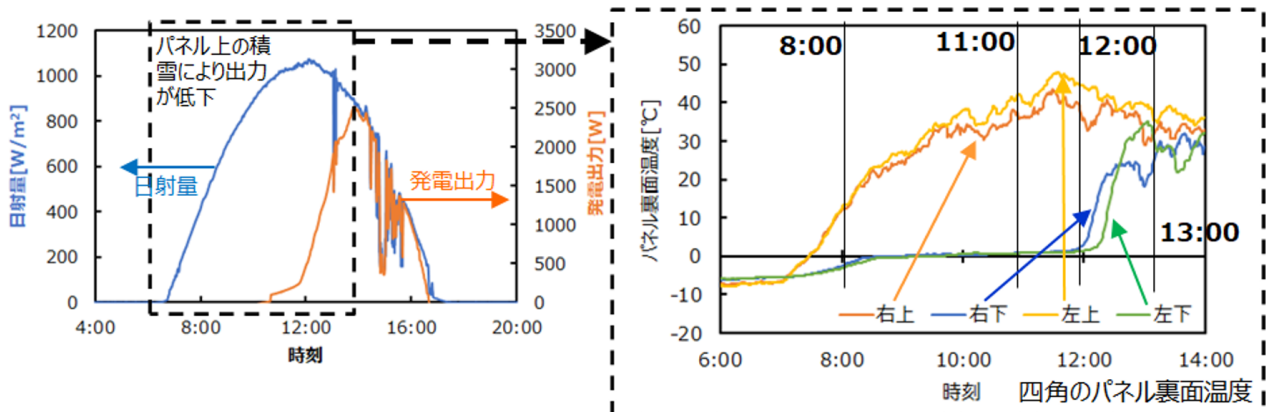 1200
1000
800
600
400
200
0
日射量[W/m²]
4:00
8:00
12:00
16:00
20:00
時刻
パネル上の積
雪により出力
が低下
日射量
発電出力
3500
3000
2500
2000
1500
1000
500
0
発電出力[W]
60
50
40
30
20
10
0
-10
-20
パネル裏面温度[℃]
8:00
11:00
12:00
13:00
右上
右下
左上
左下
6:00
8:00
10:00
12:00
14:00
時刻
四角のパネル裏面温度